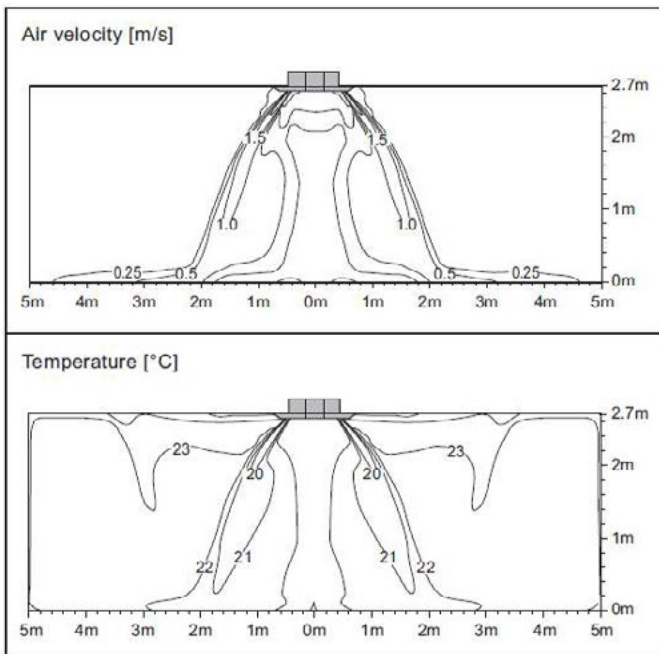 Air velocity [m/s]
2.7m
1.5 1.5 2m
1.0 1.0 1m
0.25 0.5 0.5 0.25 0m
5m 4m 3m 2m 1m 0m 1m 2m 3m 4m 5m
Temperature [°C]
2.7m
23 20 20 23 2m
22 21 21 22 1m
0m
5m 4m 3m 2m 1m 0m 1m 2m 3m 4m 5m